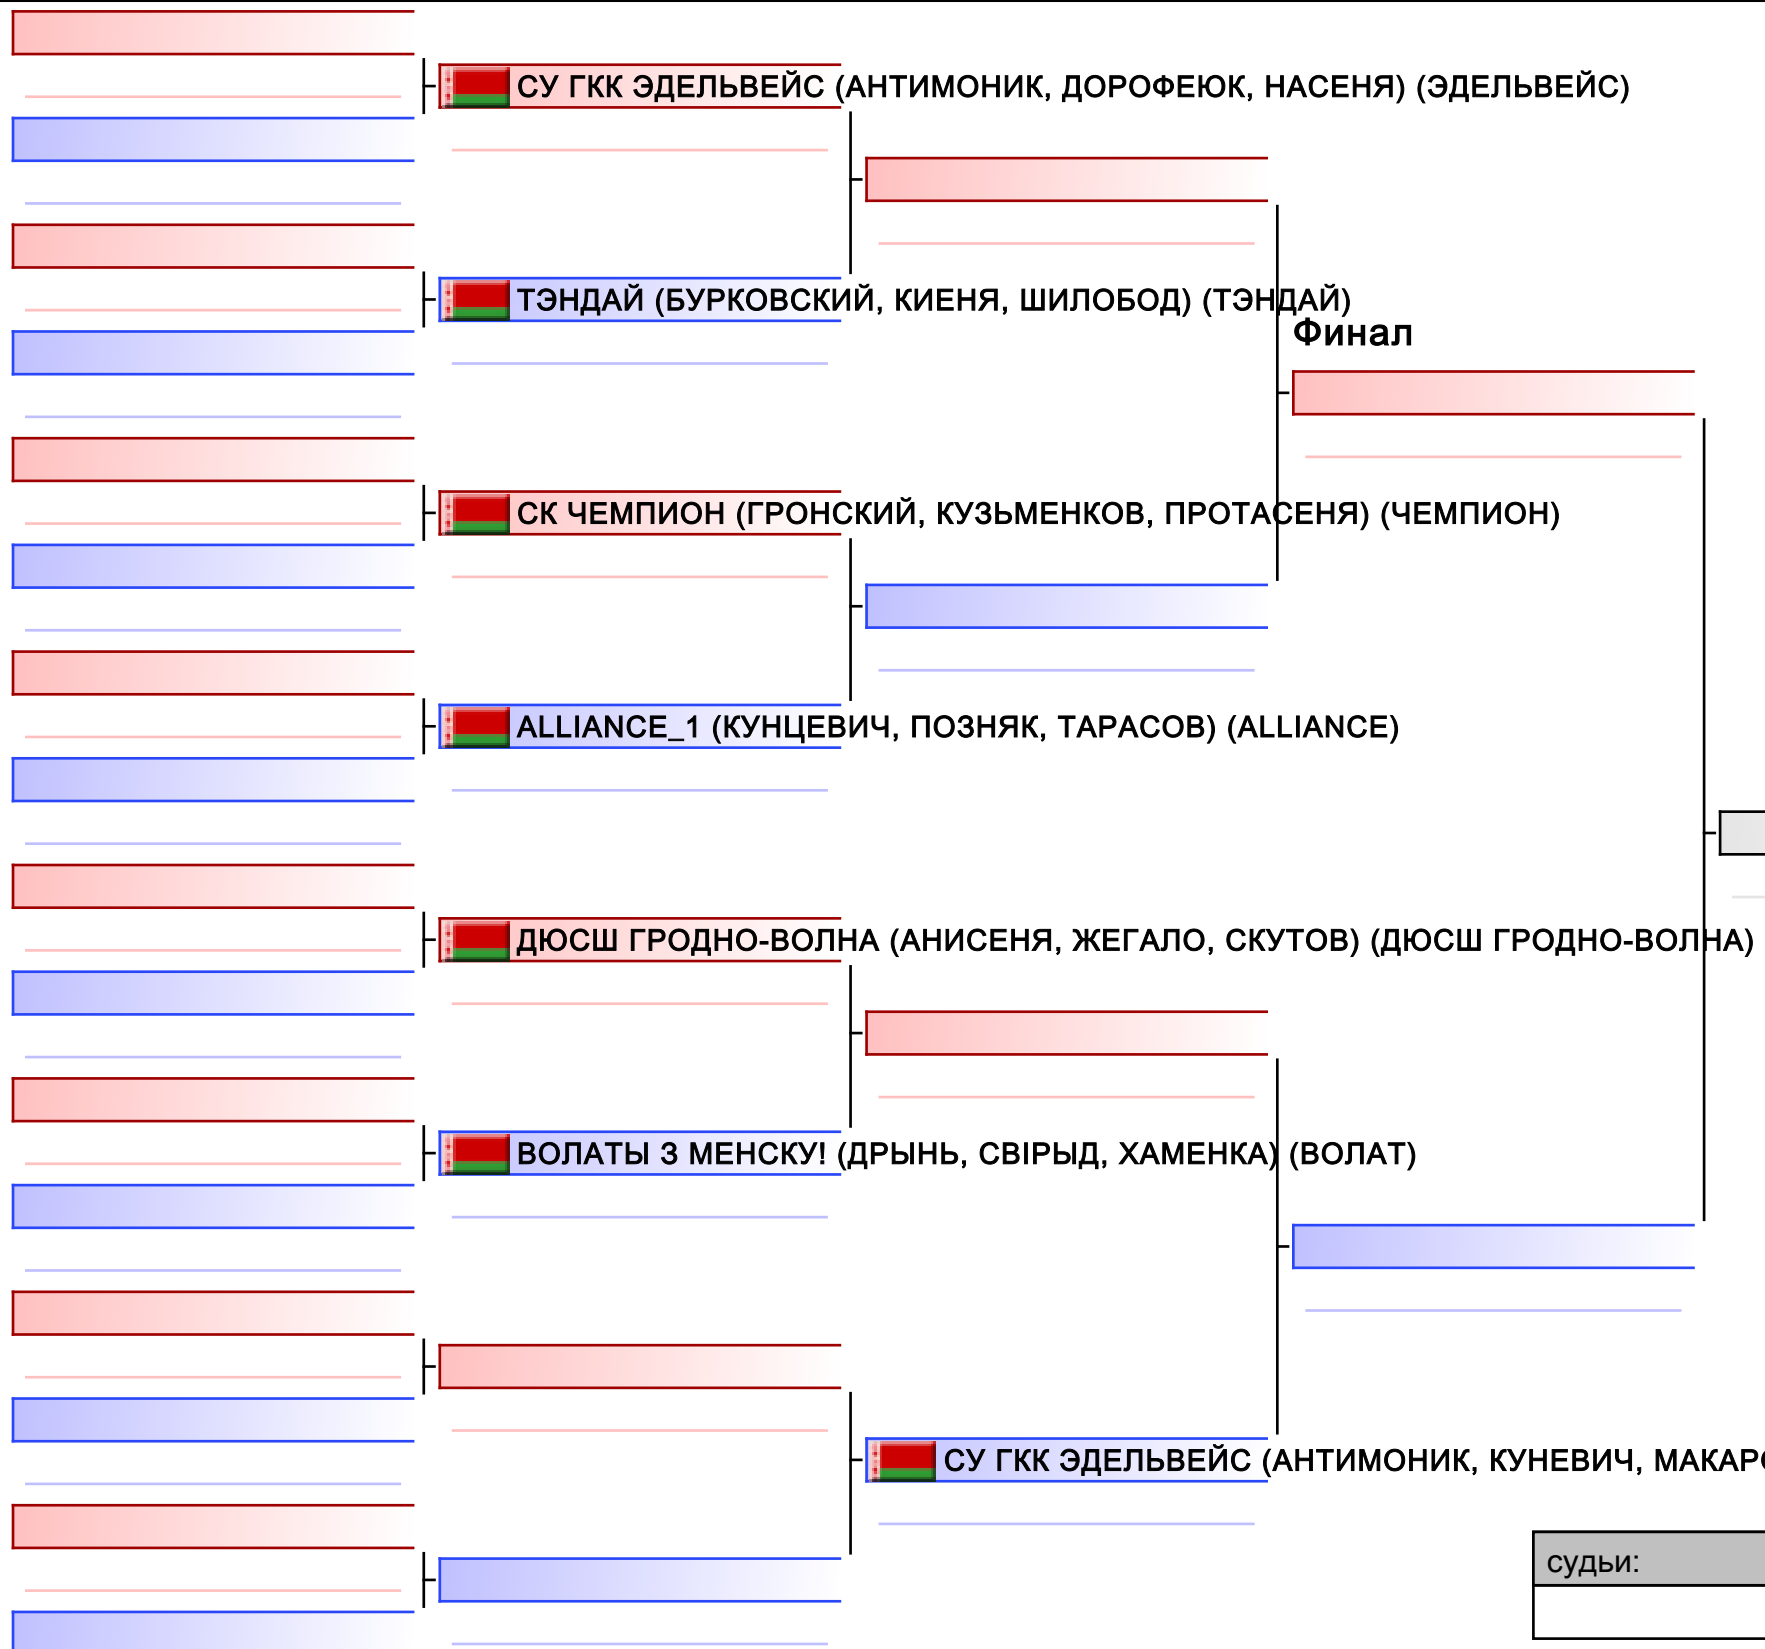 СУ ГКК ЭДЕЛЬВЕЙС (АНТИМОНИК, ДОРОФЕЮК, НАСЕНЯ) (ЭДЕЛЬВЕЙС)
ТЭНДАЙ (БУРКОВСКИЙ, КИЕНЯ, ШИЛОБОД) (ТЭНДАЙ)
Финал
СК ЧЕМПИОН (ГРОНСКИЙ, КУЗЬМЕНКОВ, ПРОТАСЕНЯ) (ЧЕМПИОН)
ALLIANCE_1 (КУНЦЕВИЧ, ПОЗНЯК, ТАРАСОВ) (ALLIANCE)
ДЮСШ ГРОДНО-ВОЛНА (АНИСЕНЯ, ЖЕГАЛО, СКУТОВ) (ДЮСШ ГРОДНО-ВОЛНА)
ВОЛАТЫ З МЕНСКУ! (ДРЫНЬ, СВІРЫД, ХАМЕНКА) (ВОЛАТ)
СУ ГКК ЭДЕЛЬВЕЙС (АНТИМОНИК, КУНЕВИЧ,
судьи: